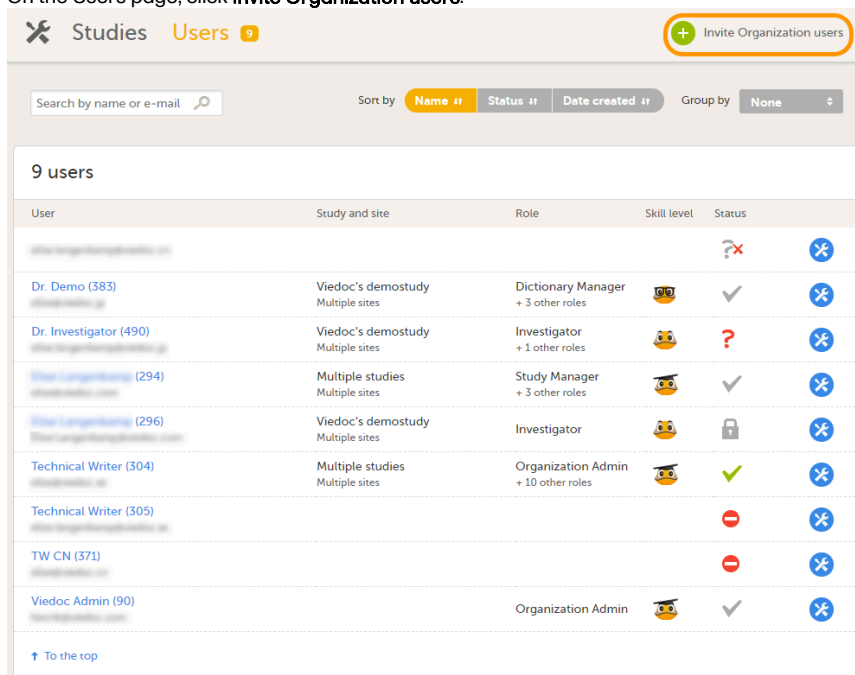 On the Users page, click Invite Organization users.
Studies Users 9
Invite Organization users
Search by name or e-mail
Sort by Name Status Date created Group by None
9 users
User Study and site Role Skill level Status
Dr. Demo (383) Viedoc's demostudy Dictionary Manager
Multiple sites + 3 other roles
Dr. Investigator (490) Viedoc's demostudy Investigator
Multiple sites + 1 other roles
(294) Multiple studies Study Manager
Multiple sites + 3 other roles
(296) Viedoc's demostudy Investigator
Multiple sites
Technical Writer (304) Multiple studies Organization Admin
Multiple sites + 10 other roles
Technical Writer (305)
TW CN (371)
Viedoc Admin (90) Organization Admin
To the top